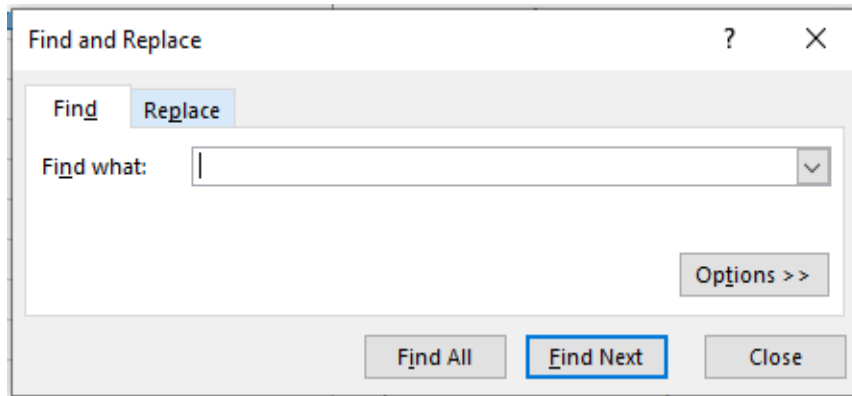 Find and Replace ?
Find Replace
Find what:
Options >>
Find All Find Next Close